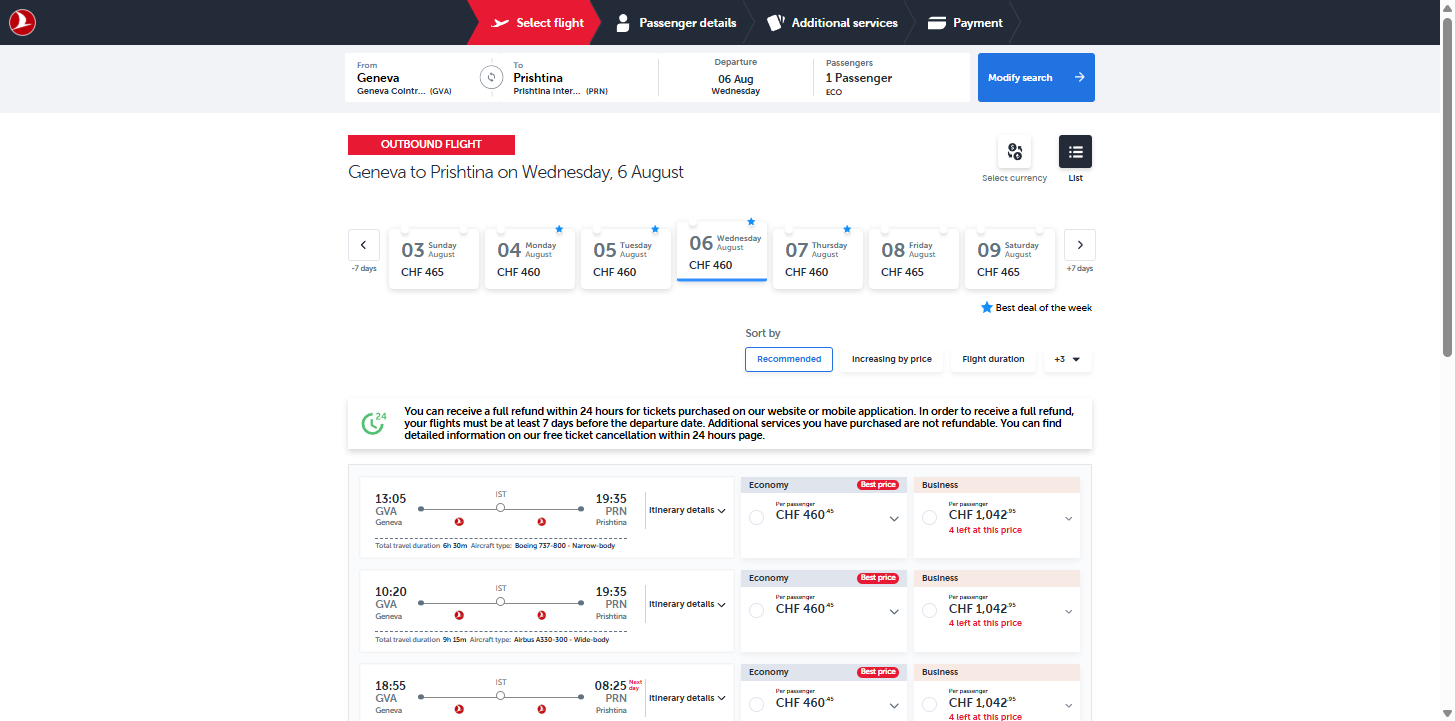 Select flight
Passenger details
Additional services
Payment
From
Geneva
Geneva Cointr... (GVA)
To
Prishtina
Prishtina Inter... (PRN)
Departure
06 Aug
Wednesday
Passengers
1 Passenger
ECO
Modify search
OUTBOUND FLIGHT
Geneva to Prishtina on Wednesday, 6 August
Select currency
List
-7 days
03 Sunday August
CHF 465
04 Monday August
CHF 460
05 Tuesday August
CHF 460
06 Wednesday August
CHF 460
07 Thursday August
CHF 460
08 Friday August
CHF 465
09 Saturday August
CHF 465
+7 days
Best deal of the week
Sort by
Recommended
Increasing by price
Flight duration
+3
24
You can receive a full refund within 24 hours for tickets purchased on our website or mobile application. In order to receive a full refund,
your flights must be at least 7 days before the departure date. Additional services you have purchased are not refundable. You can find
detailed information on our free ticket cancellation within 24 hours page.
13:05
GVA
Geneva
IST
19:35
PRN
Prishtina
Itinerary details
Total travel duration 6h 30m Aircraft type: Boeing 737-800 - Narrow-body
Economy
Best price
Per passenger
CHF 460.45
Business
Per passenger
CHF 1,042.95
4 left at this price
10:20
GVA
Geneva
IST
19:35
PRN
Prishtina
Itinerary details
Total travel duration 9h 15m Aircraft type: Airbus A330-300 - Wide-body
Economy
Best price
Per passenger
CHF 460.45
Business
Per passenger
CHF 1,042.95
4 left at this price
18:55
GVA
Geneva
IST
08:25 Next day
PRN
Prishtina
Itinerary details
Economy
Best price
Per passenger
CHF 460.45
Business
Per passenger
CHF 1,042.95
4 left at this price